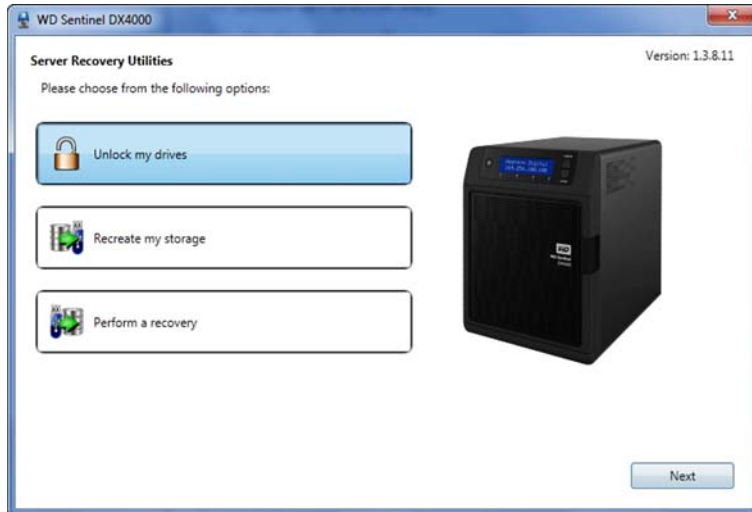 WD Sentinel DX4000
Server Recovery Utilities
Version: 1.3.8.11
Please choose from the following options:
Unlock my drives
Recreate my storage
Perform a recovery
WD
Next